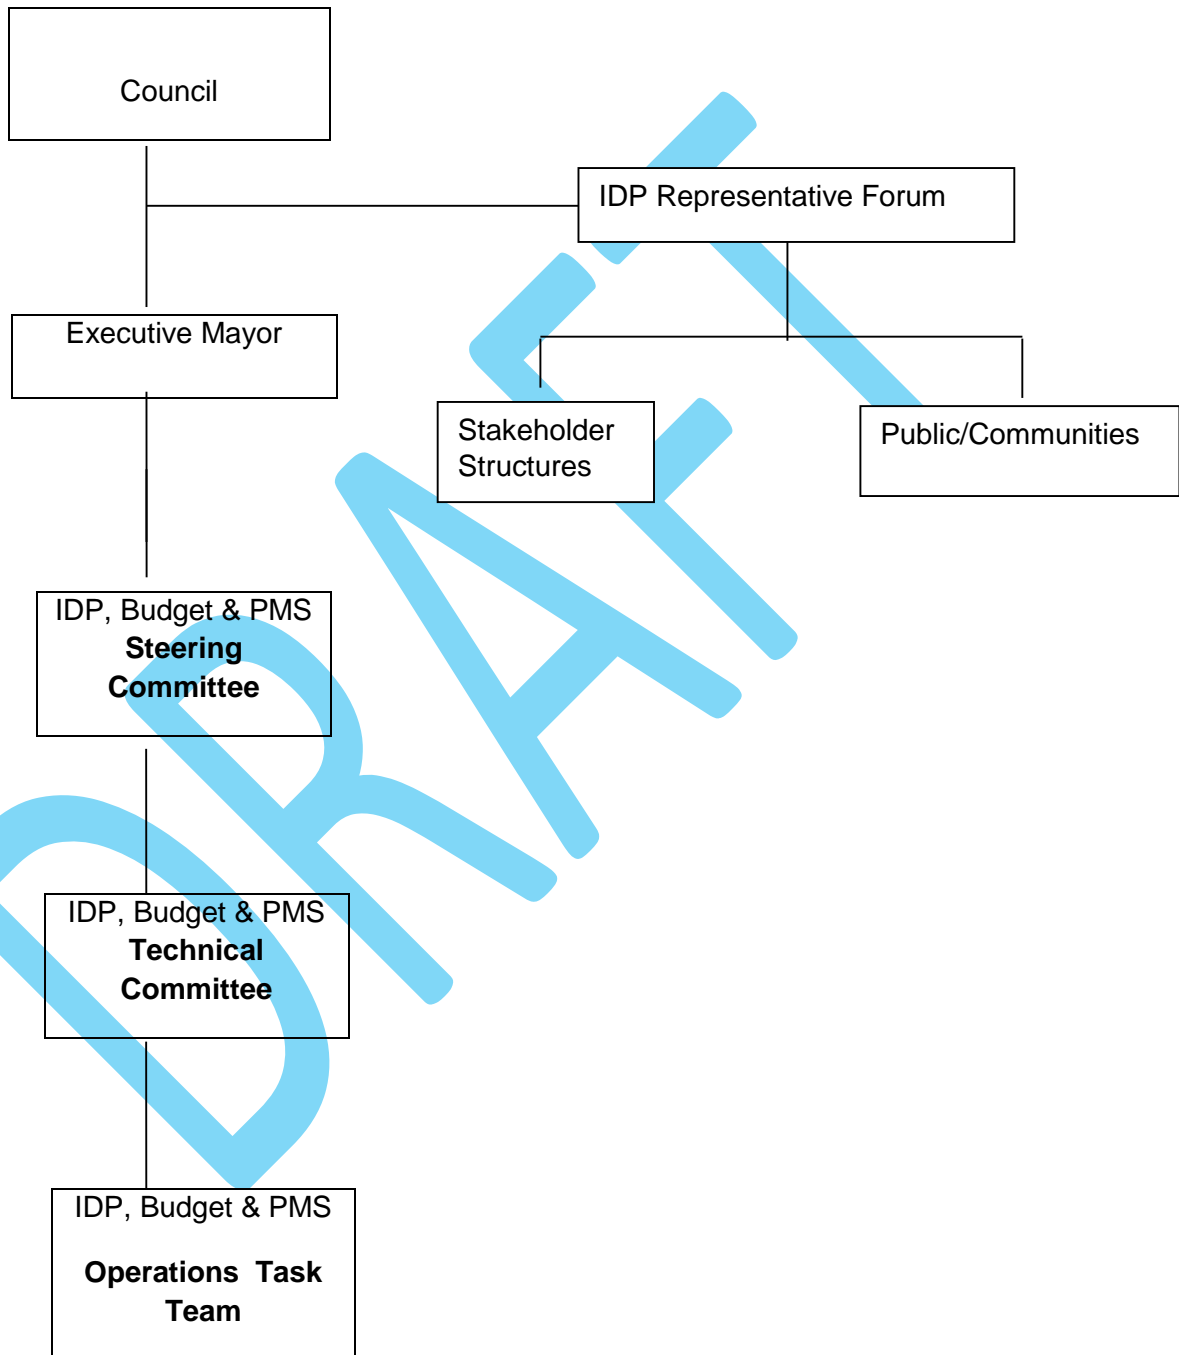 Council
IDP Representative Forum
Executive Mayor
Stakeholder
Structures
Public/Communities
IDP, Budget & PMS
Steering
Committee
IDP, Budget & PMS
Technical
Committee
IDP, Budget & PMS
Operations  Task
Team
DRAFT